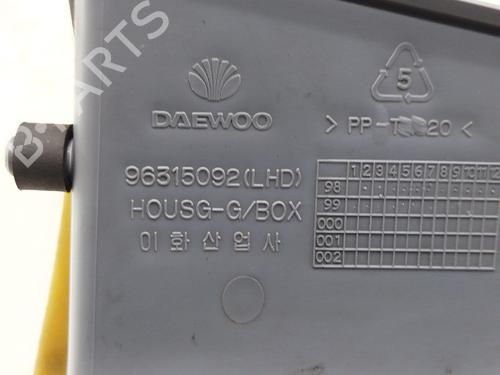 B-PARTS
DAEWOO
5
> PP-T 20 <
96315092(LHD)
HOUSG-G/BOX
이화산업사
1 2 3 4 5 6 7 8 9 10 11 12
98
99
000
001
002